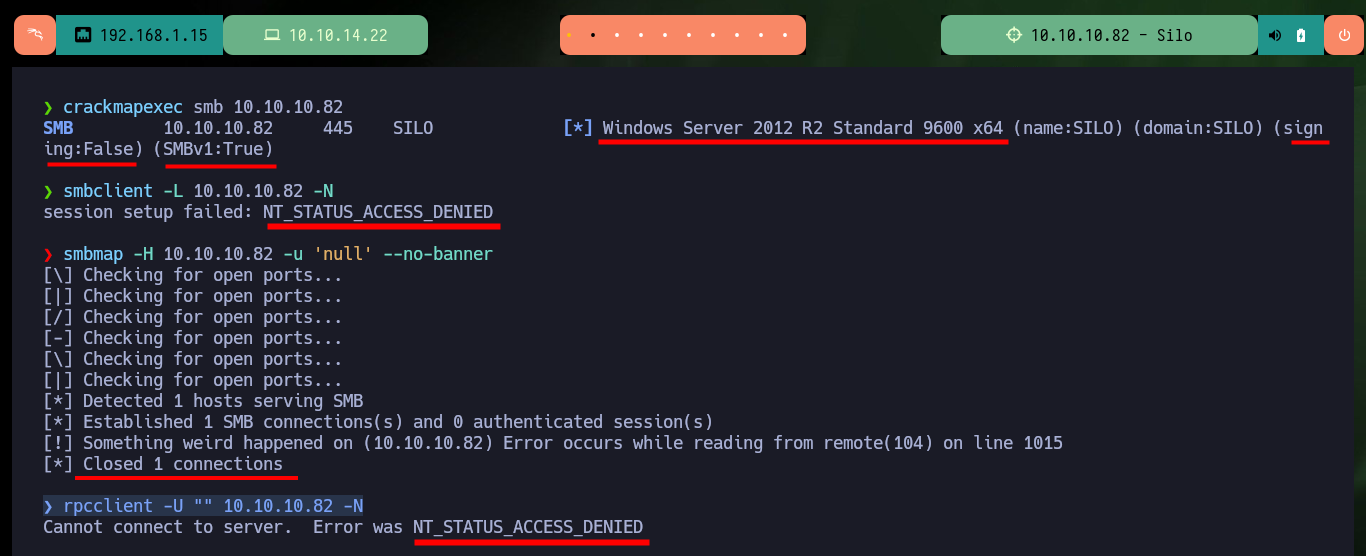 192.168.1.15 10.10.14.22 10.10.10.82 - Silo
❯ crackmapexec smb 10.10.10.82
SMB 10.10.10.82 445 SILO [*] Windows Server 2012 R2 Standard 9600 x64 (name:SILO) (domain:SILO) (sign
ing:False) (SMBv1:True)
❯ smbclient -L 10.10.10.82 -N
session setup failed: NT_STATUS_ACCESS_DENIED
❯ smbmap -H 10.10.10.82 -u 'null' --no-banner
[\] Checking for open ports...
[|] Checking for open ports...
[/] Checking for open ports...
[-] Checking for open ports...
[\] Checking for open ports...
[|] Checking for open ports...
[*] Detected 1 hosts serving SMB
[*] Established 1 SMB connections(s) and 0 authenticated session(s)
[!] Something weird happened on (10.10.10.82) Error occurs while reading from remote(104) on line 1015
[*] Closed 1 connections
❯ rpcclient -U "" 10.10.10.82 -N
Cannot connect to server.  Error was NT_STATUS_ACCESS_DENIED